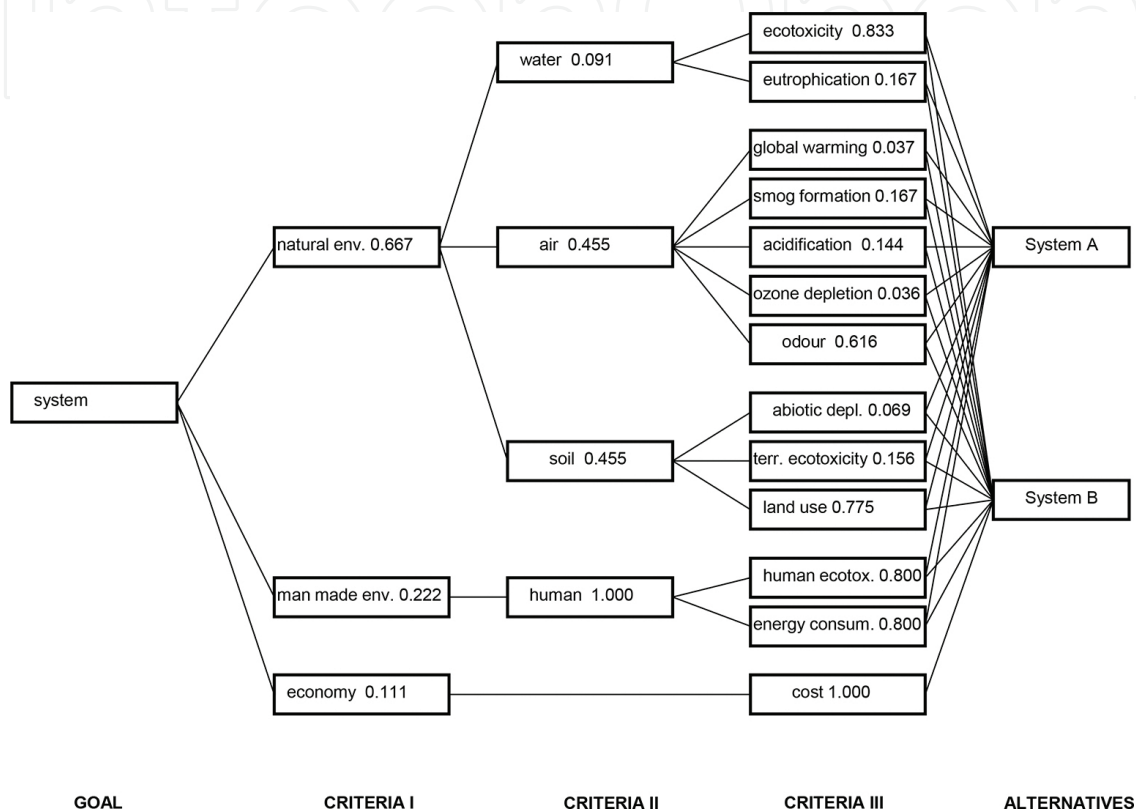 ecotoxicity 0.833
water 0.091
eutrophication 0.167
global warming 0.037
smog formation 0.167
natural env. 0.667
air 0.455
acidification 0.144
System A
ozone depletion 0.036
odour 0.616
system
abiotic depl. 0.069
soil 0.455
terr. ecotoxicity 0.156
land use 0.775
System B
human ecotox. 0.800
man made env. 0.222
human 1.000
energy consum. 0.800
economy 0.111
cost 1.000
GOAL
CRITERIA I
CRITERIA II
CRITERIA III
ALTERNATIVES